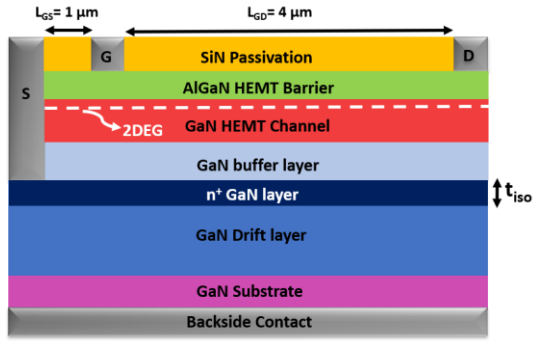 L_GS= 1 µm
L_GD= 4 µm
G
SiN Passivation
D
S
AlGaN HEMT Barrier
2DEG
GaN HEMT Channel
GaN buffer layer
n⁺ GaN layer
t_iso
GaN Drift layer
GaN Substrate
Backside Contact